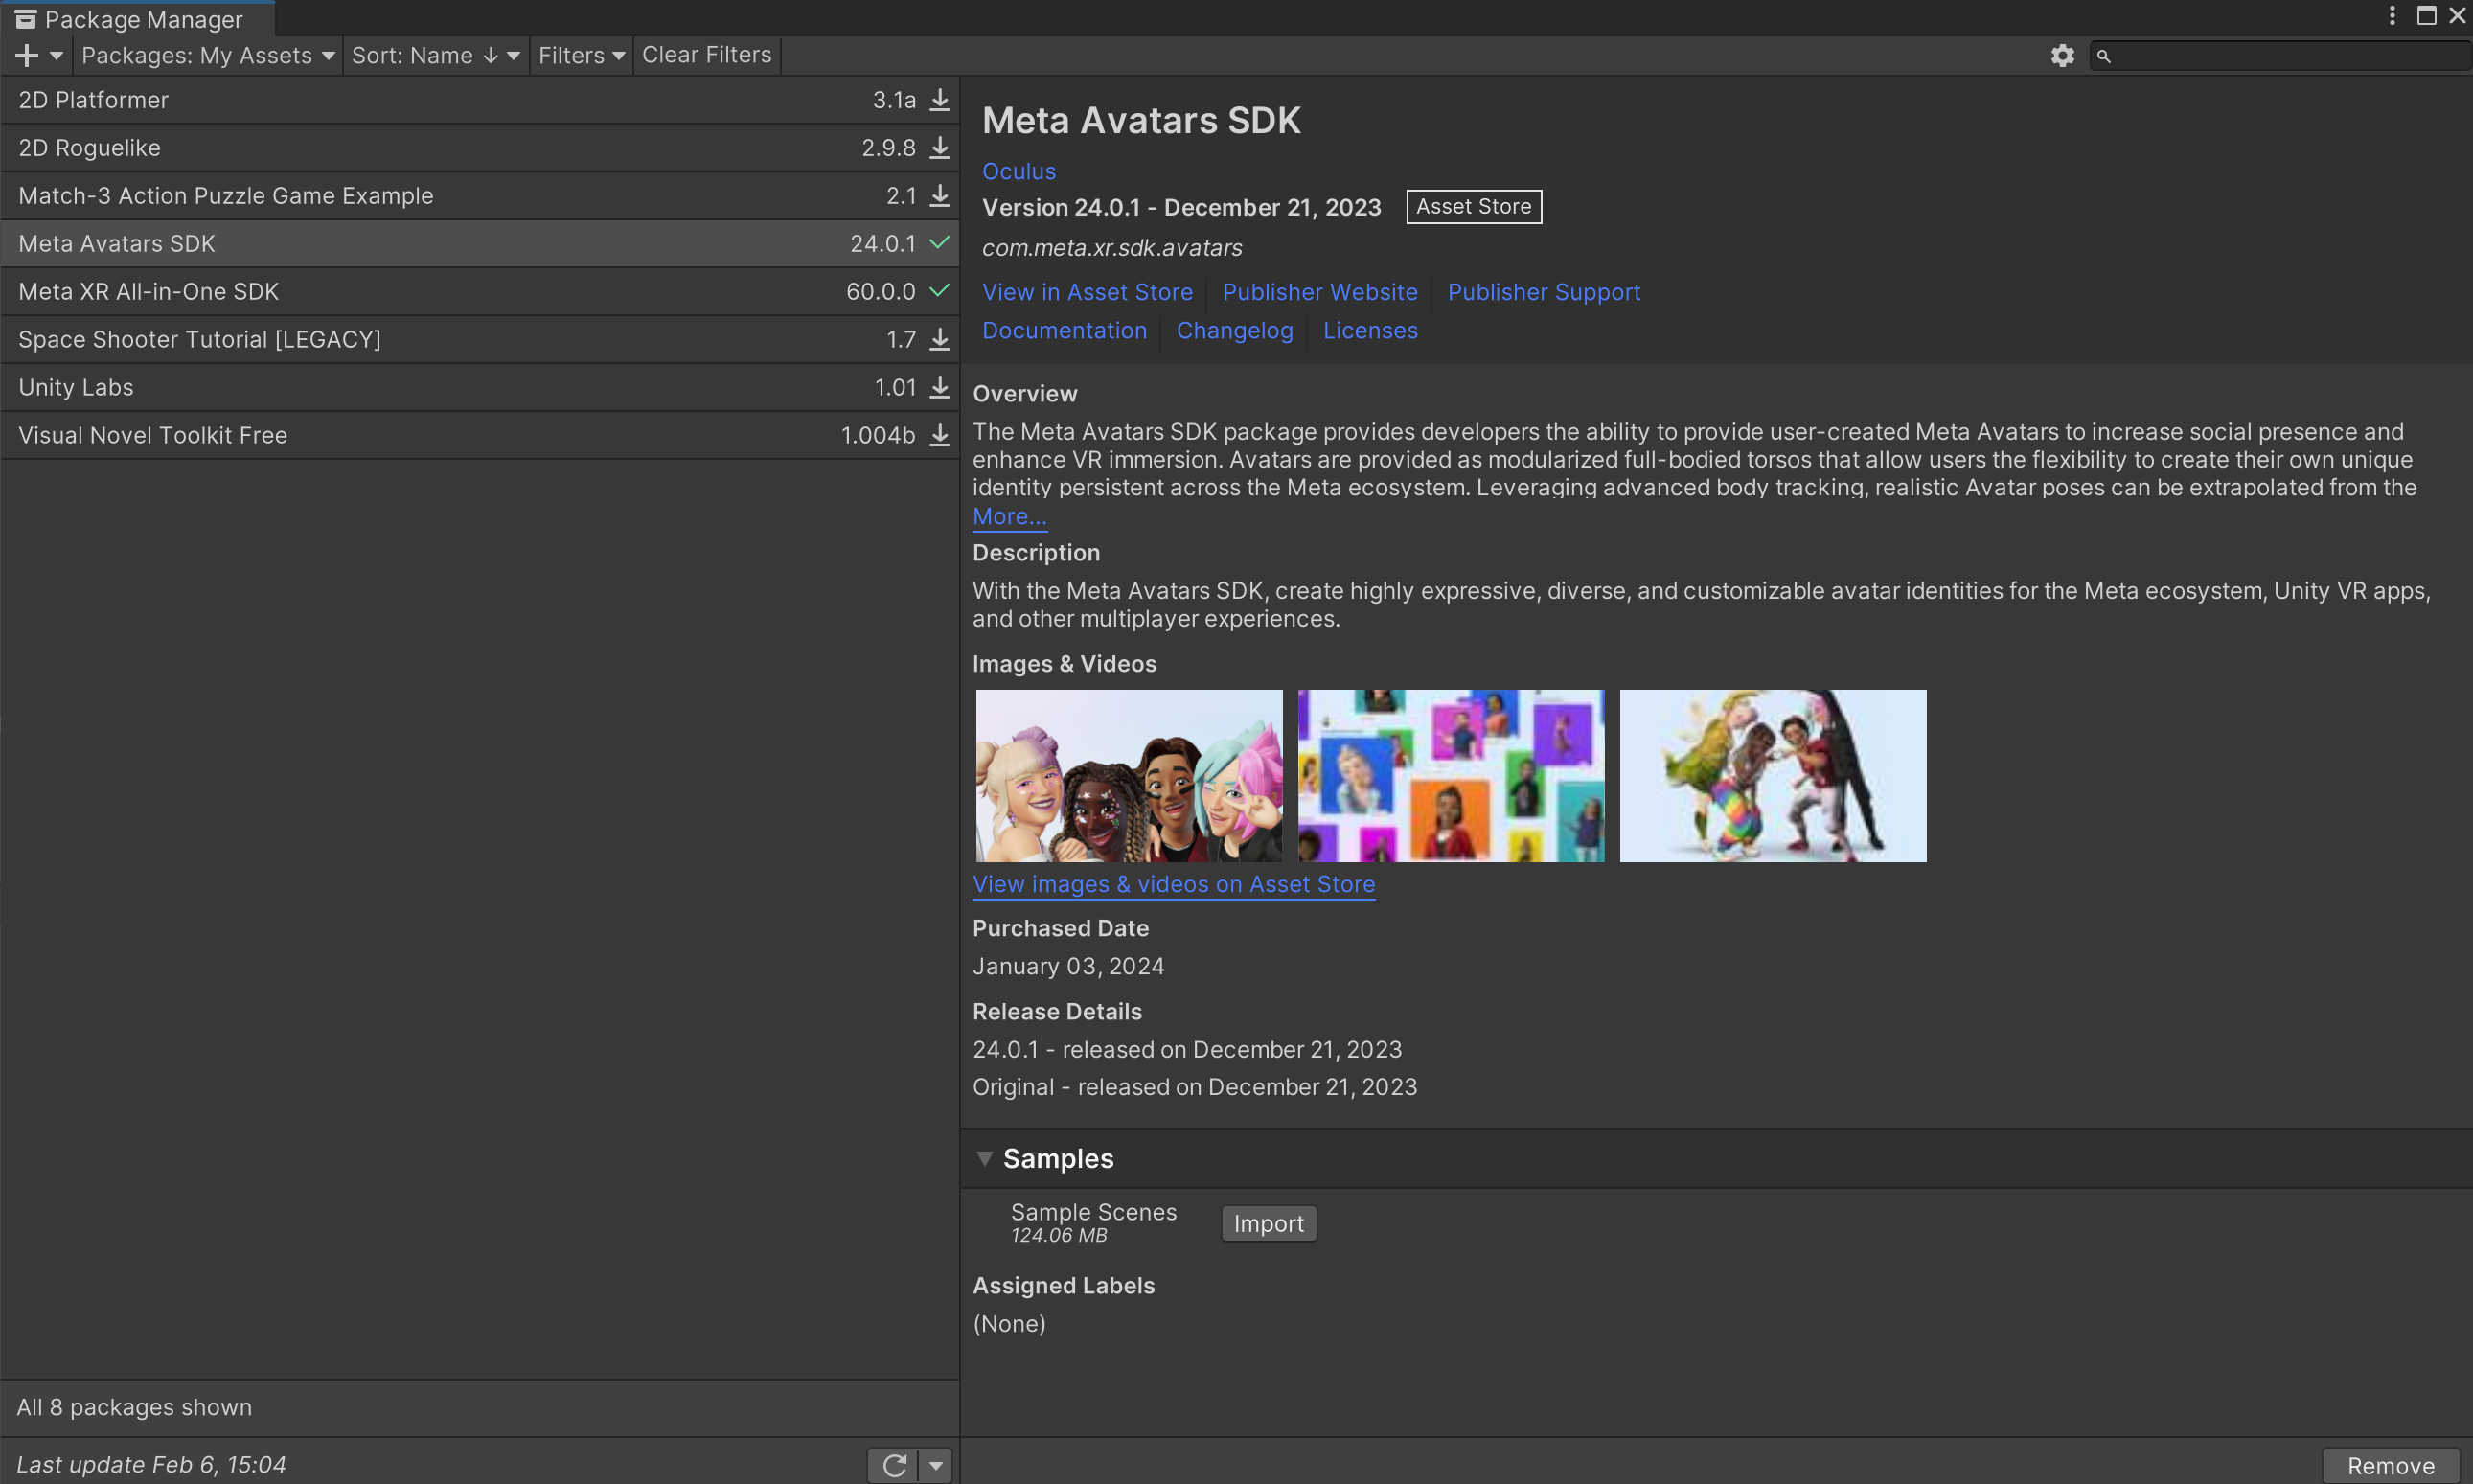 Package Manager
Packages: My Assets Sort: Name ↓ Filters Clear Filters
2D Platformer 3.1a
2D Roguelike 2.9.8
Match-3 Action Puzzle Game Example 2.1
Meta Avatars SDK 24.0.1
Meta XR All-in-One SDK 60.0.0
Space Shooter Tutorial [LEGACY] 1.7
Unity Labs 1.01
Visual Novel Toolkit Free 1.004b
All 8 packages shown
Last update Feb 6, 15:04
Meta Avatars SDK
Oculus
Version 24.0.1 - December 21, 2023 Asset Store
com.meta.xr.sdk.avatars
View in Asset Store Publisher Website Publisher Support
Documentation Changelog Licenses
Overview
The Meta Avatars SDK package provides developers the ability to provide user-created Meta Avatars to increase social presence and
enhance VR immersion. Avatars are provided as modularized full-bodied torsos that allow users the flexibility to create their own unique
identity persistent across the Meta ecosystem. Leveraging advanced body tracking, realistic Avatar poses can be extrapolated from the
More...
Description
With the Meta Avatars SDK, create highly expressive, diverse, and customizable avatar identities for the Meta ecosystem, Unity VR apps,
and other multiplayer experiences.
Images & Videos
View images & videos on Asset Store
Purchased Date
January 03, 2024
Release Details
24.0.1 - released on December 21, 2023
Original - released on December 21, 2023
Samples
Sample Scenes
124.06 MB
Import
Assigned Labels
(None)
Remove